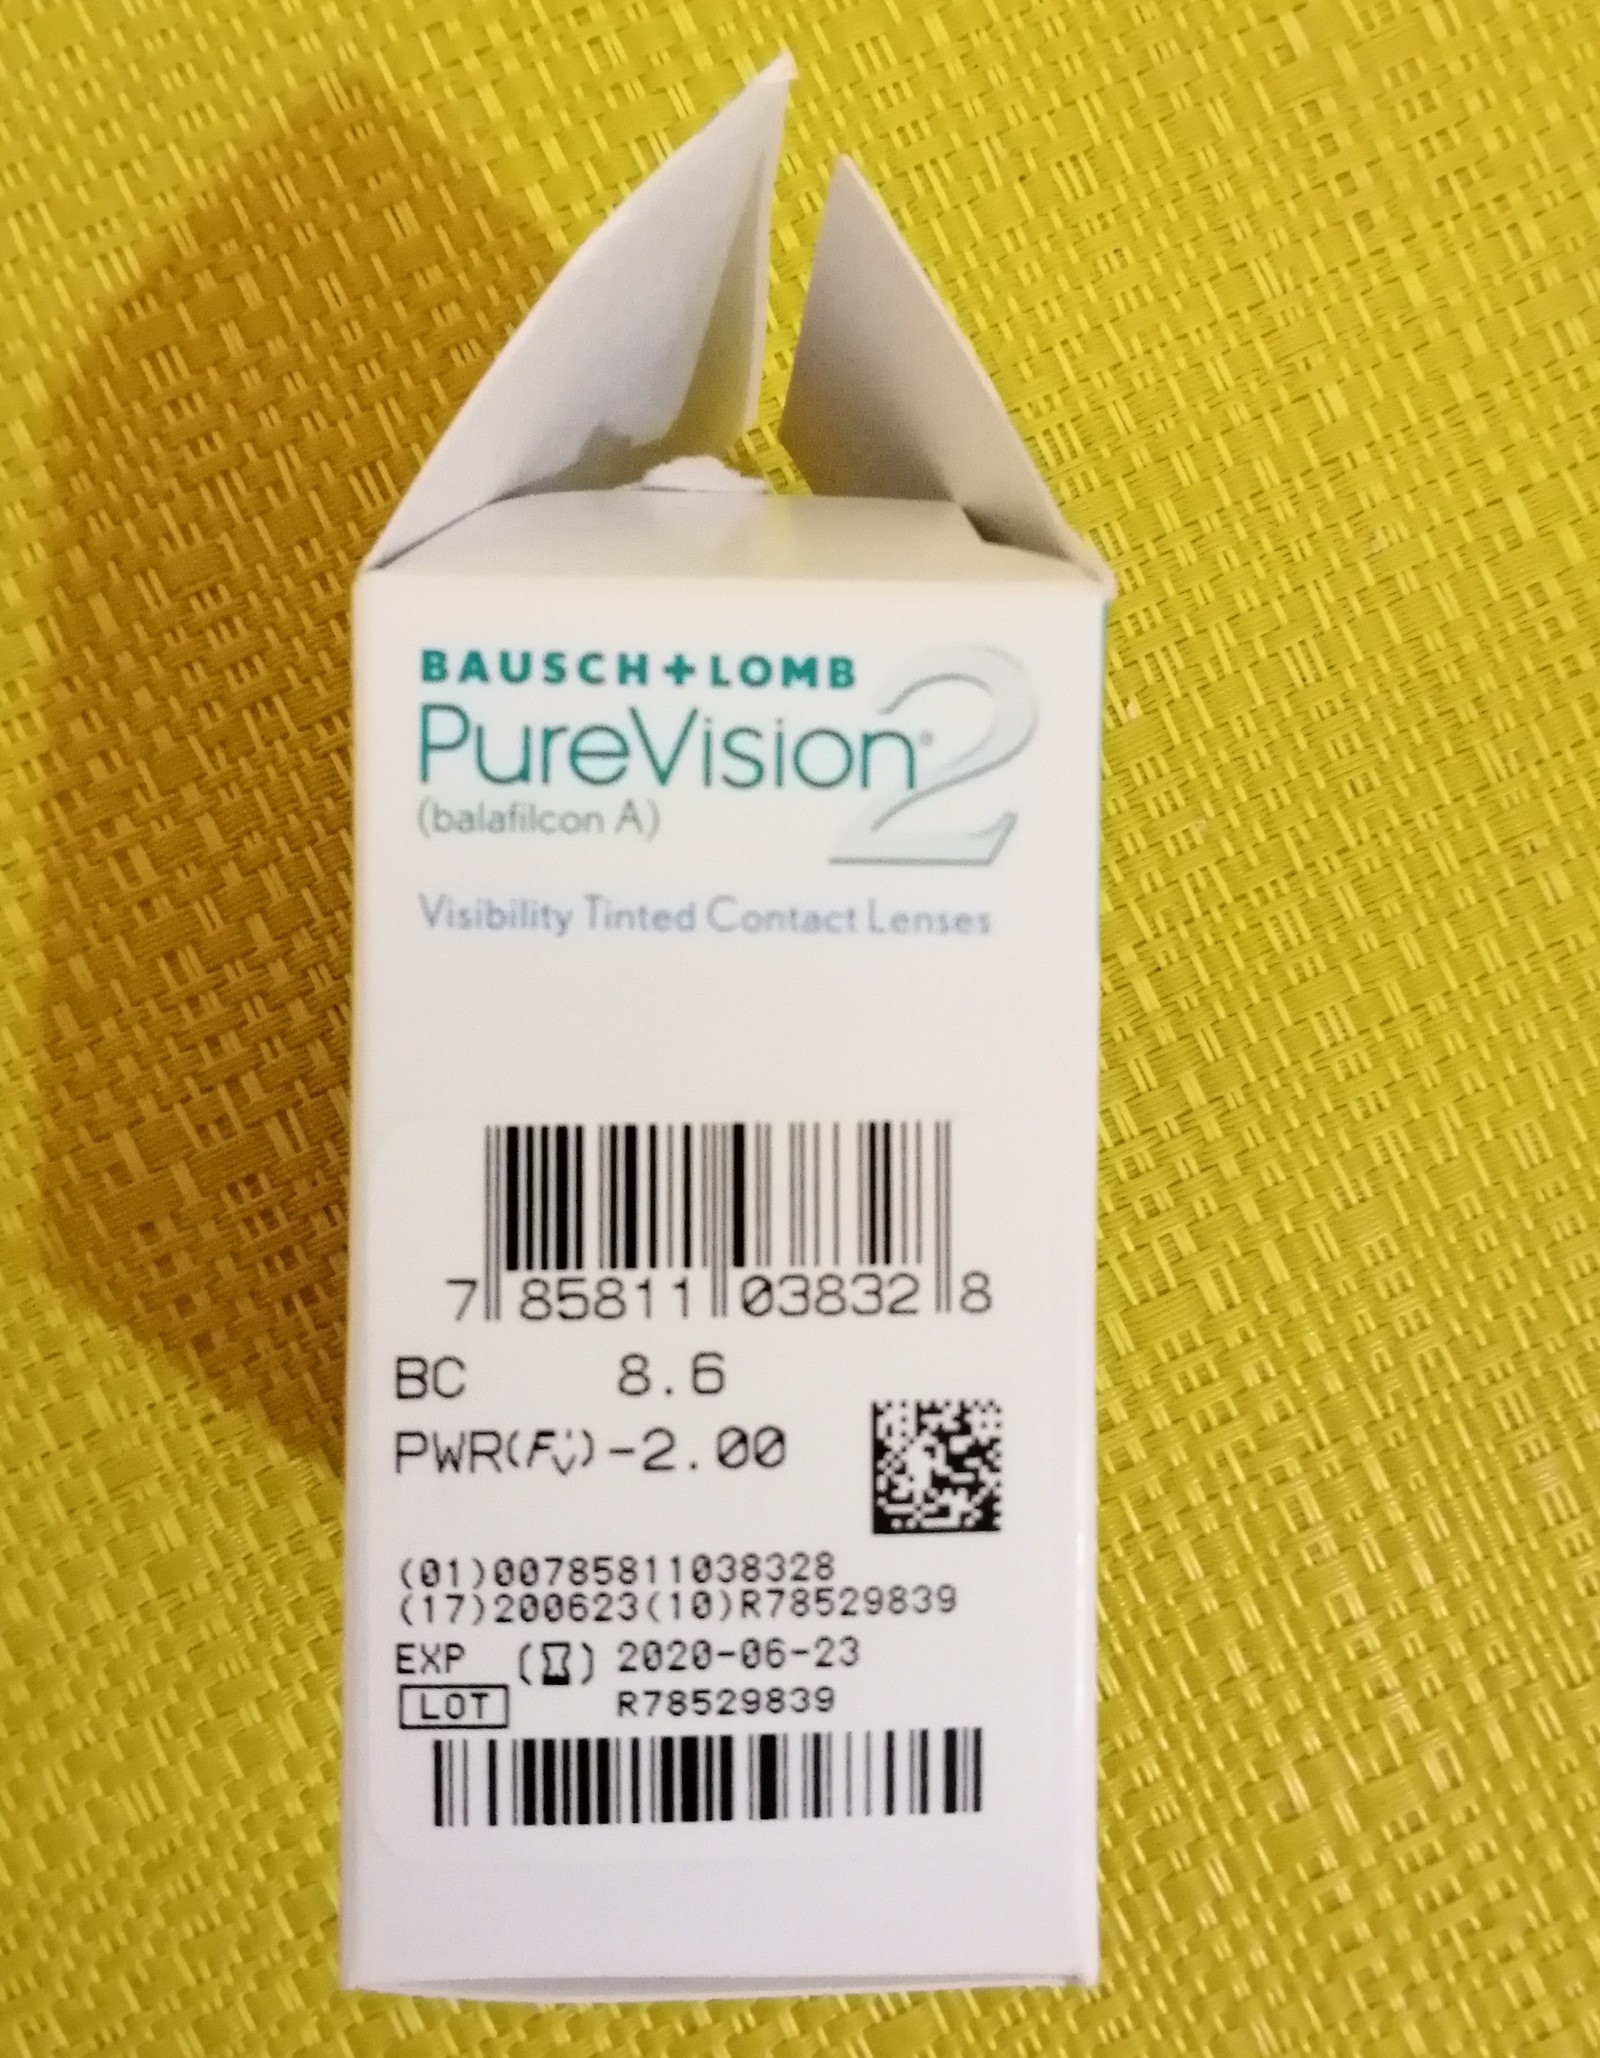 BAUSCH+LOMB
PureVision® 2
(balafilcon A)
Visibility Tinted Contact Lenses
7 85811 03832 8
BC 8.6
PWR(F'v) -2.00
(01)00785811038328
(17)200623(10)R78529839
EXP (⌛) 2020-06-23
LOT R78529839